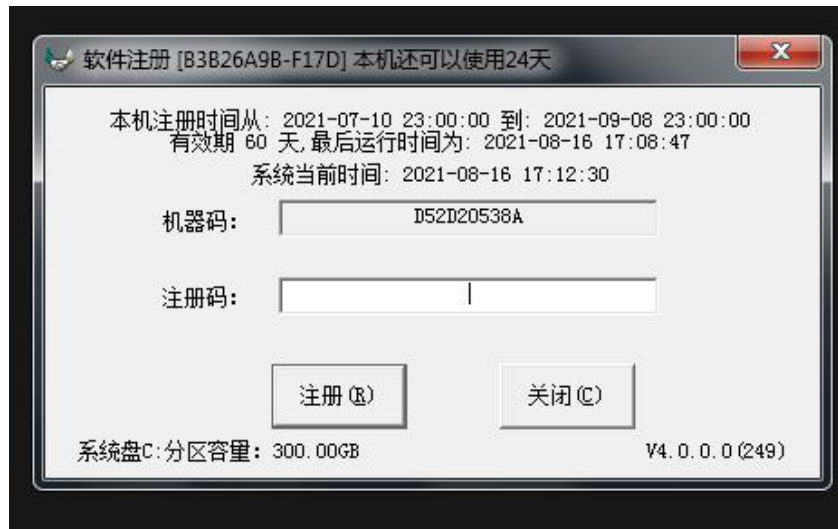 软件注册 [B3B26A9B-F17D] 本机还可以使用24天
本机注册时间从: 2021-07-10 23:00:00 到: 2021-09-08 23:00:00
有效期 60 天,最后运行时间为: 2021-08-16 17:08:47
系统当前时间: 2021-08-16 17:12:30
机器码: D52D20538A
注册码:
注册(R) 关闭(C)
系统盘C:分区容量: 300.00GB V4.0.0.0(249)